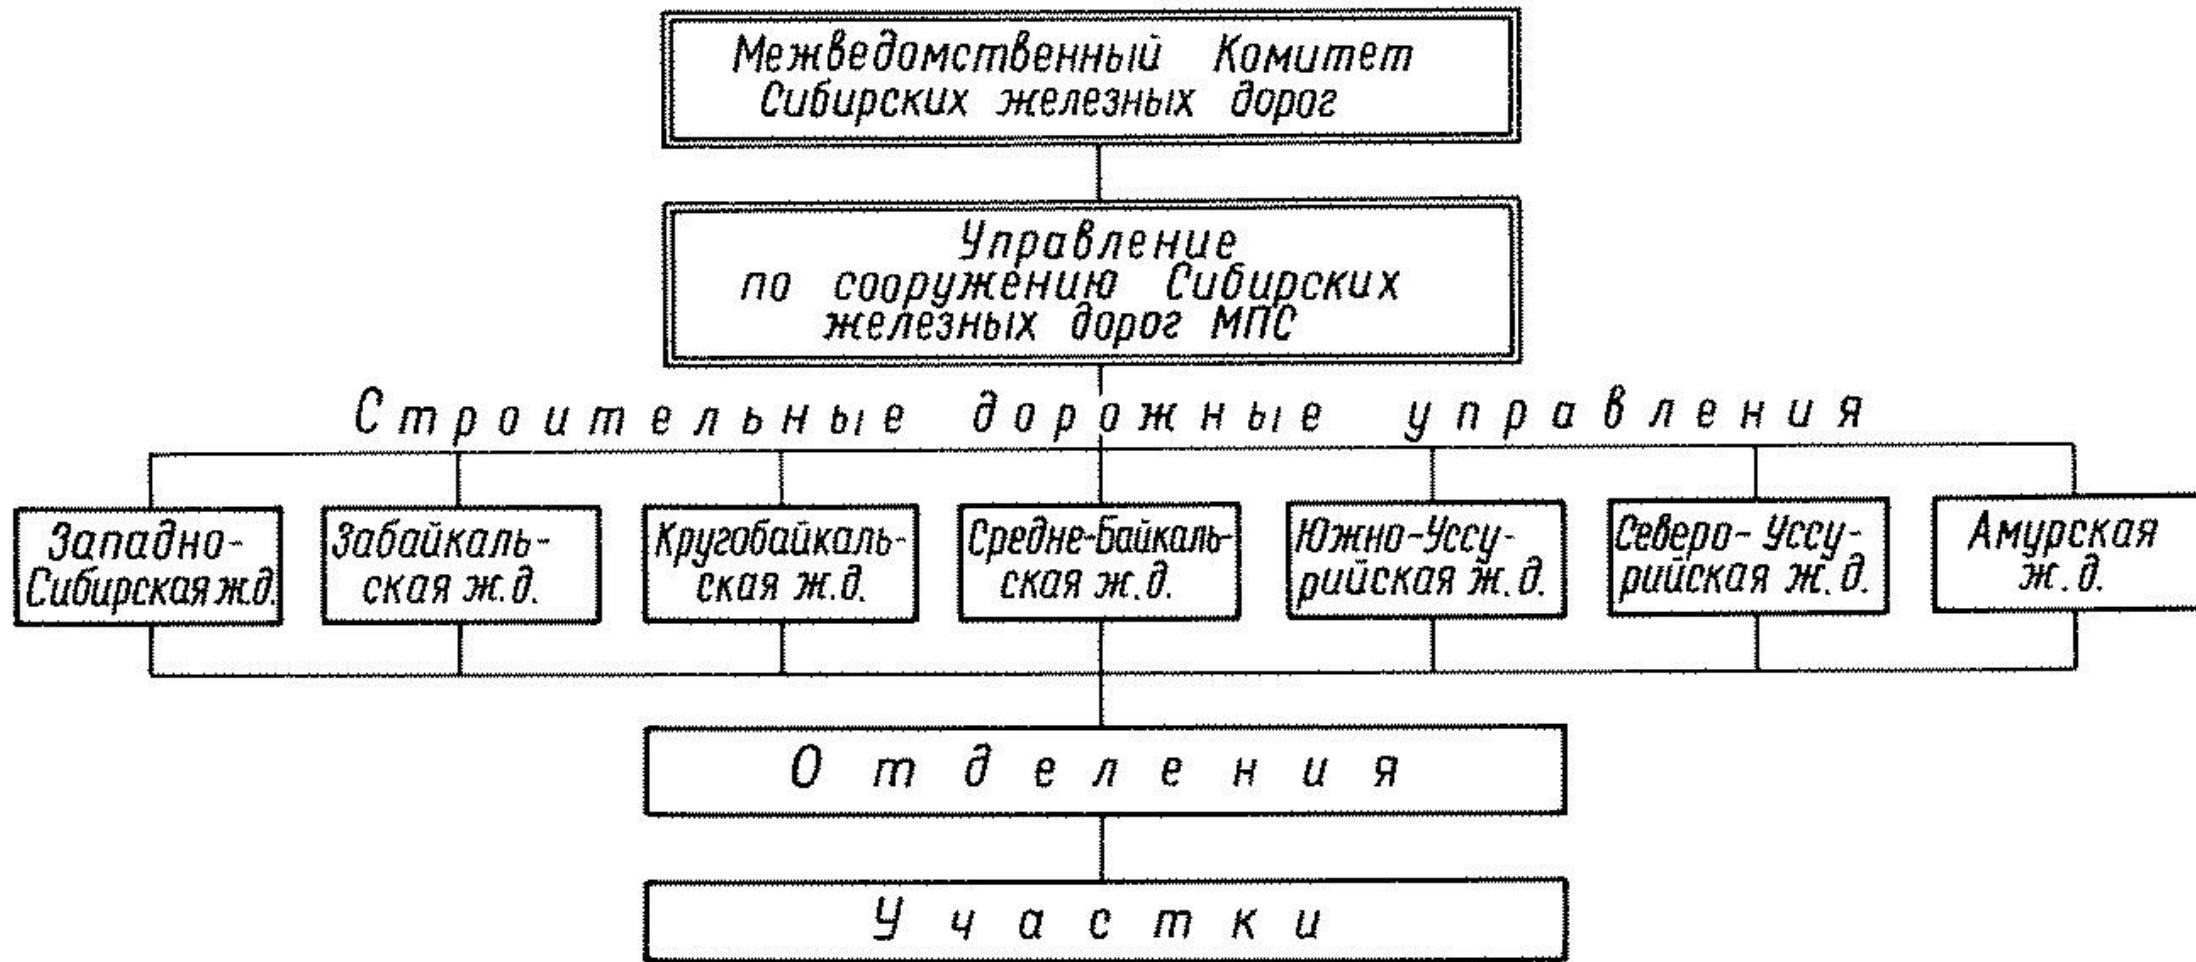 Межведомственный Комитет
Сибирских железных дорог
Управление
по сооружению Сибирских
железных дорог МПС
Строительные дорожные управления
Западно-
Сибирская ж.д.
Забайкаль-
ская ж.д.
Кругобайкаль-
ская ж.д.
Средне-Байкаль-
ская ж.д.
Южно-Уссу-
рийская ж.д.
Северо-Уссу-
рийская ж.д.
Амурская
ж.д.
Отделения
Участки